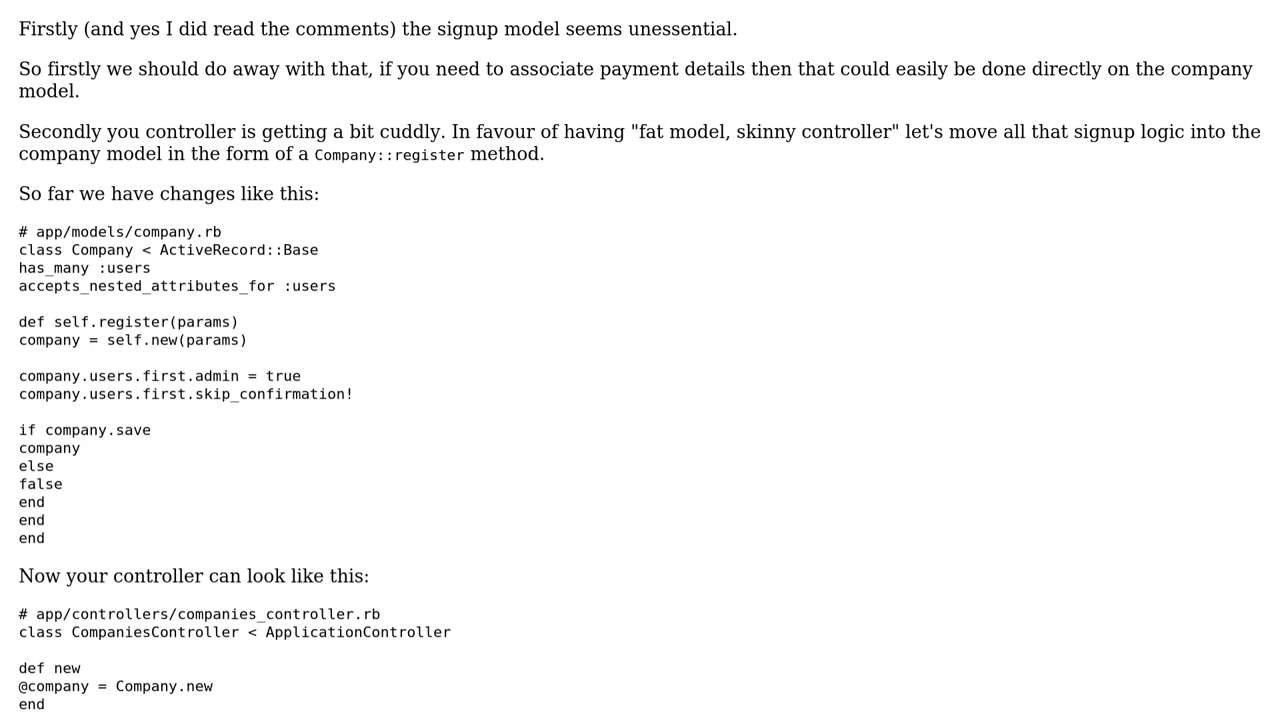 Firstly (and yes I did read the comments) the signup model seems unessential.
So firstly we should do away with that, if you need to associate payment details then that could easily be done directly on the company
model.
Secondly you controller is getting a bit cuddly. In favour of having "fat model, skinny controller" let's move all that signup logic into the
company model in the form of a Company::register method.
So far we have changes like this:
# app/models/company.rb
class Company < ActiveRecord::Base
has_many :users
accepts_nested_attributes_for :users
def self.register(params)
company = self.new(params)
company.users.first.admin = true
company.users.first.skip_confirmation!
if company.save
company
else
false
end
end
end
Now your controller can look like this:
# app/controllers/companies_controller.rb
class CompaniesController < ApplicationController
def new
@company = Company.new
end